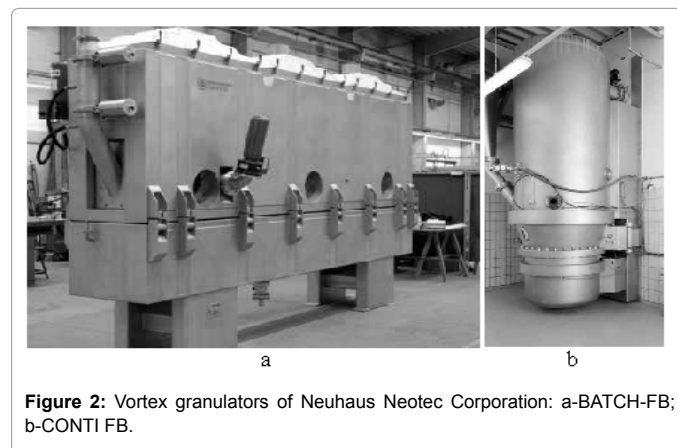 a
b
Figure 2: Vortex granulators of Neuhaus Neotec Corporation: a-BATCH-FB;
b-CONTI FB.